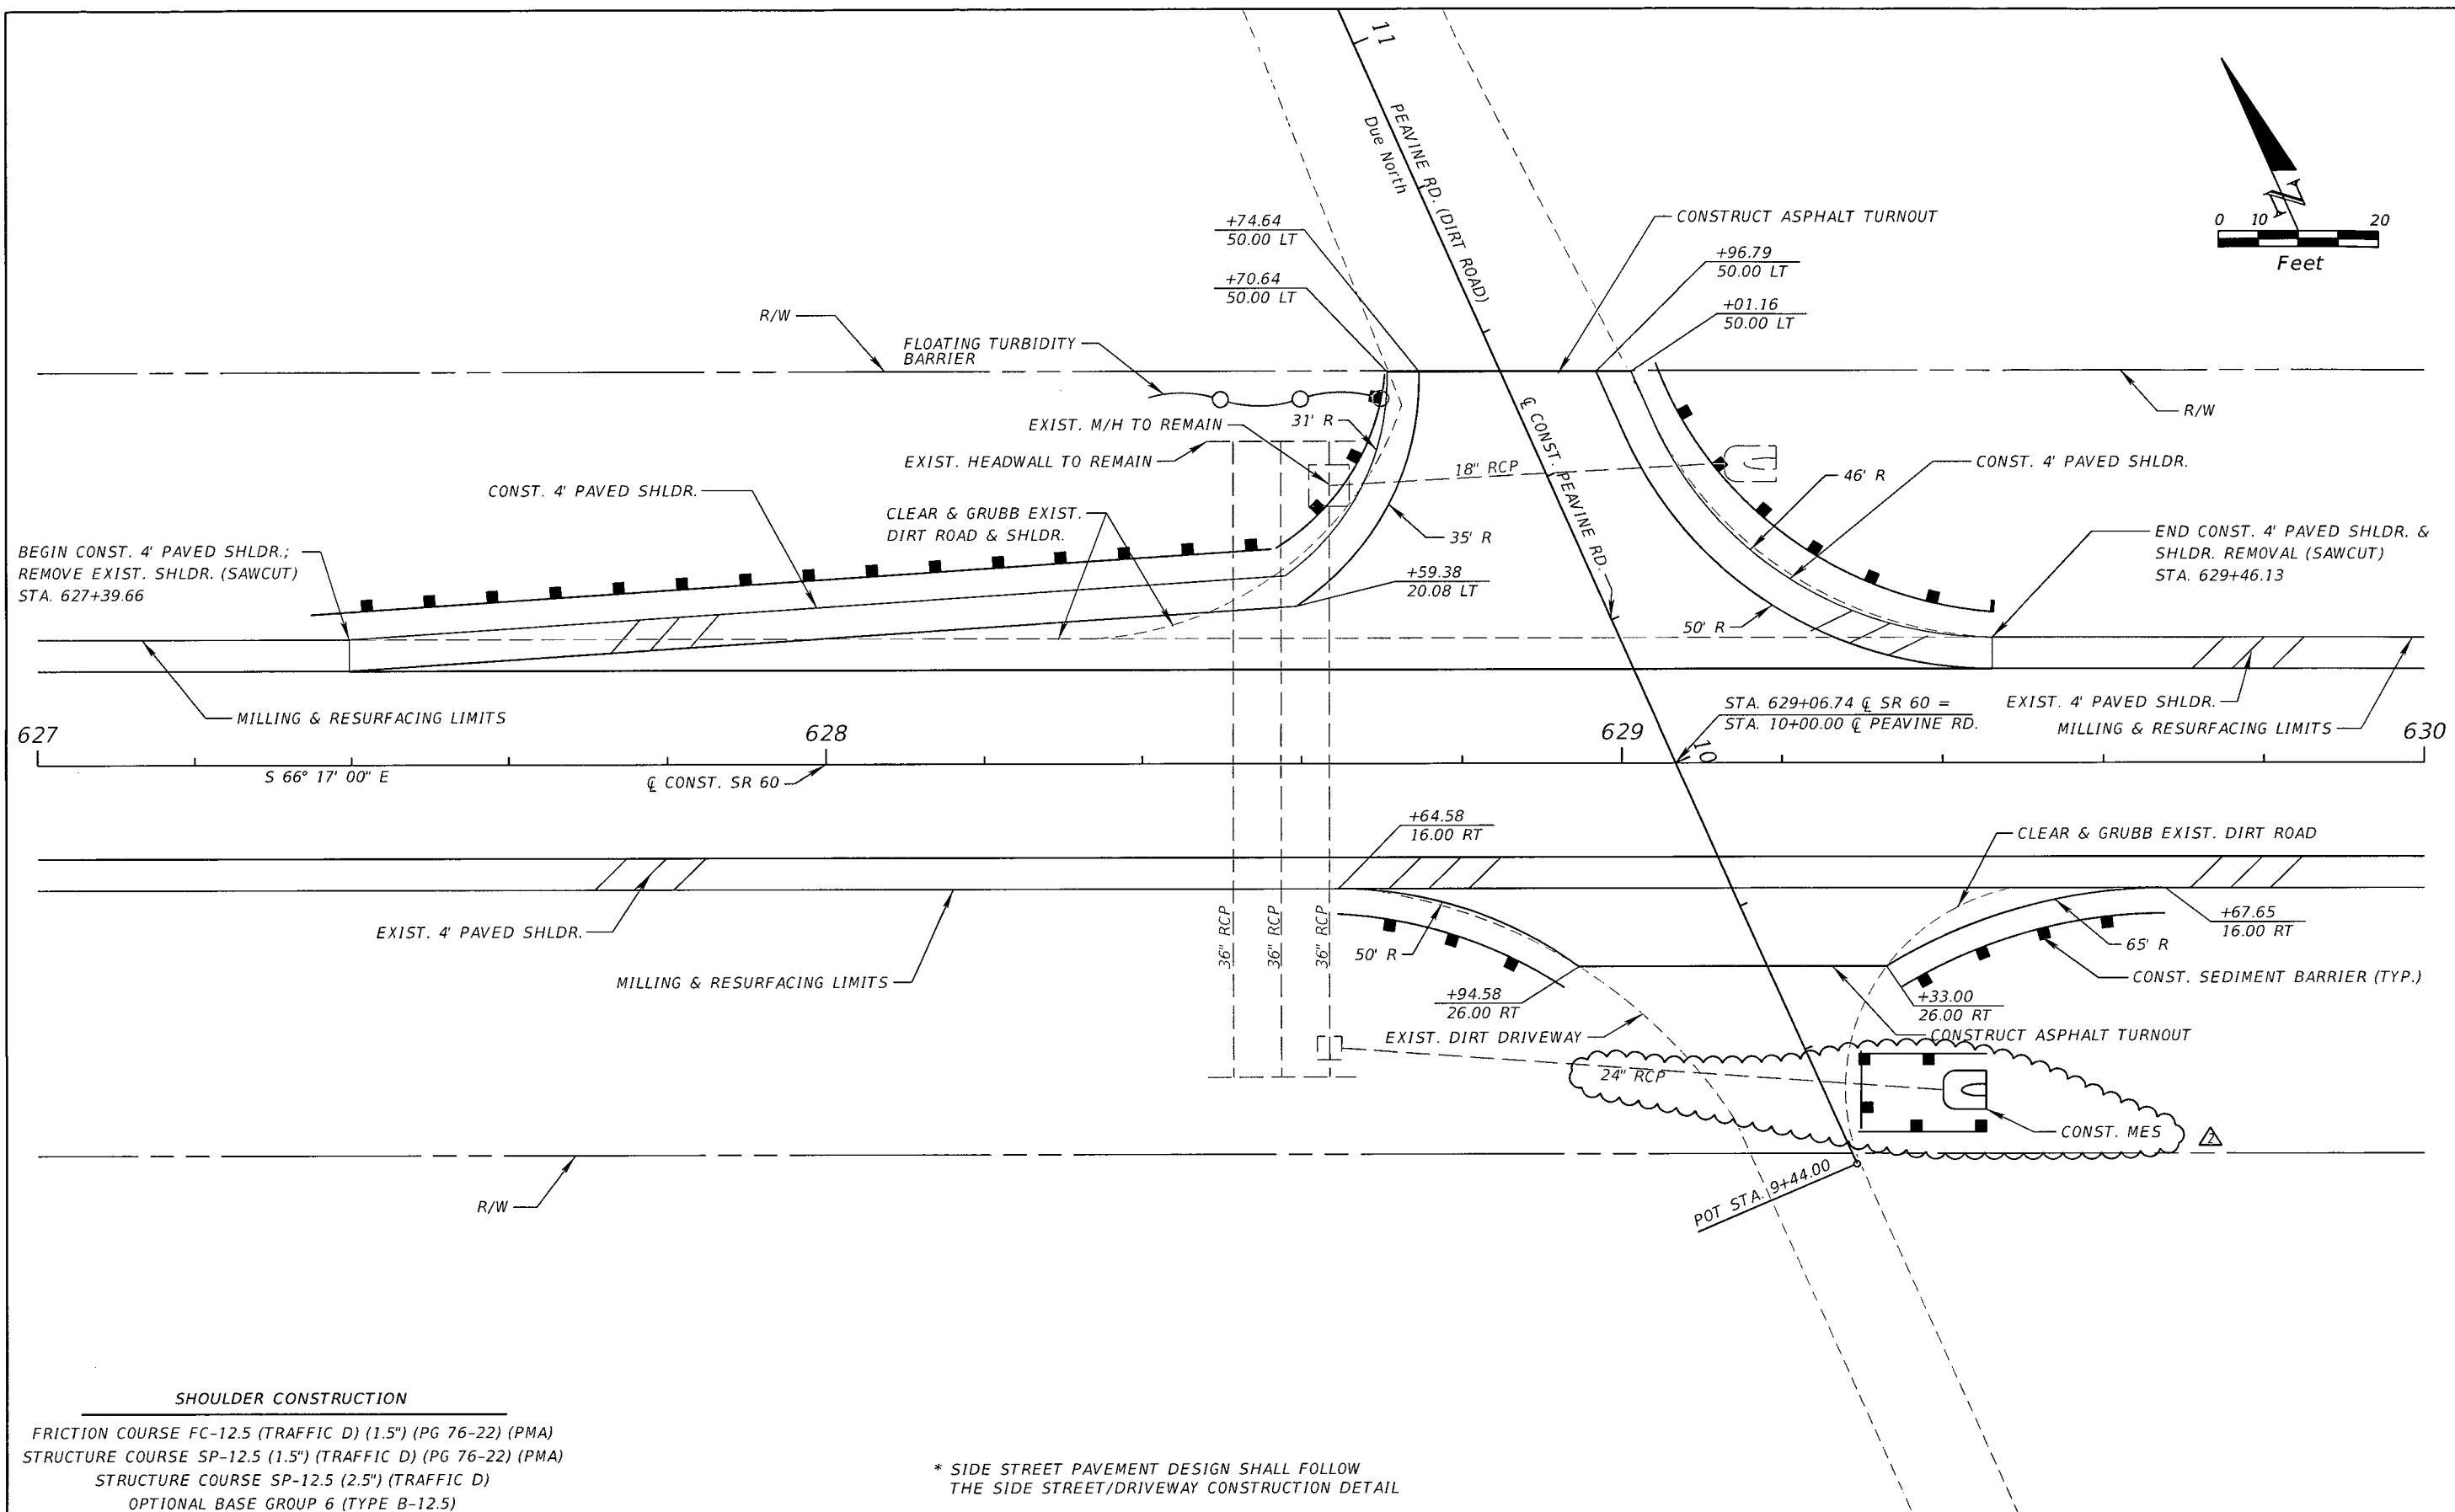 11
PEAVINE RD. (DIRT ROAD)
Due North
N
0 10 20
Feet
+74.64
50.00 LT
CONSTRUCT ASPHALT TURNOUT
+96.79
50.00 LT
+70.64
50.00 LT
+01.16
50.00 LT
R/W
FLOATING TURBIDITY
BARRIER
R/W
EXIST. M/H TO REMAIN
31' R
EXIST. HEADWALL TO REMAIN
18" RCP
℄ CONST. PEAVINE RD.
46' R
CONST. 4' PAVED SHLDR.
CONST. 4' PAVED SHLDR.
CLEAR & GRUBB EXIST.
DIRT ROAD & SHLDR.
35' R
BEGIN CONST. 4' PAVED SHLDR.;
REMOVE EXIST. SHLDR. (SAWCUT)
STA. 627+39.66
END CONST. 4' PAVED SHLDR. &
SHLDR. REMOVAL (SAWCUT)
STA. 629+46.13
+59.38
20.08 LT
50' R
MILLING & RESURFACING LIMITS
STA. 629+06.74 ℄ SR 60 =
STA. 10+00.00 ℄ PEAVINE RD.
EXIST. 4' PAVED SHLDR.
MILLING & RESURFACING LIMITS
627
628
629
630
10
S 66° 17' 00" E
℄ CONST. SR 60
+64.58
16.00 RT
CLEAR & GRUBB EXIST. DIRT ROAD
EXIST. 4' PAVED SHLDR.
36" RCP
36" RCP
36" RCP
50' R
+67.65
16.00 RT
65' R
MILLING & RESURFACING LIMITS
CONST. SEDIMENT BARRIER (TYP.)
+94.58
26.00 RT
+33.00
26.00 RT
EXIST. DIRT DRIVEWAY
CONSTRUCT ASPHALT TURNOUT
24" RCP
CONST. MES
2
POT STA. 9+44.00
R/W
SHOULDER CONSTRUCTION
FRICTION COURSE FC-12.5 (TRAFFIC D) (1.5") (PG 76-22) (PMA)
STRUCTURE COURSE SP-12.5 (1.5") (TRAFFIC D) (PG 76-22) (PMA)
STRUCTURE COURSE SP-12.5 (2.5") (TRAFFIC D)
OPTIONAL BASE GROUP 6 (TYPE B-12.5)
* SIDE STREET PAVEMENT DESIGN SHALL FOLLOW
THE SIDE STREET/DRIVEWAY CONSTRUCTION DETAIL